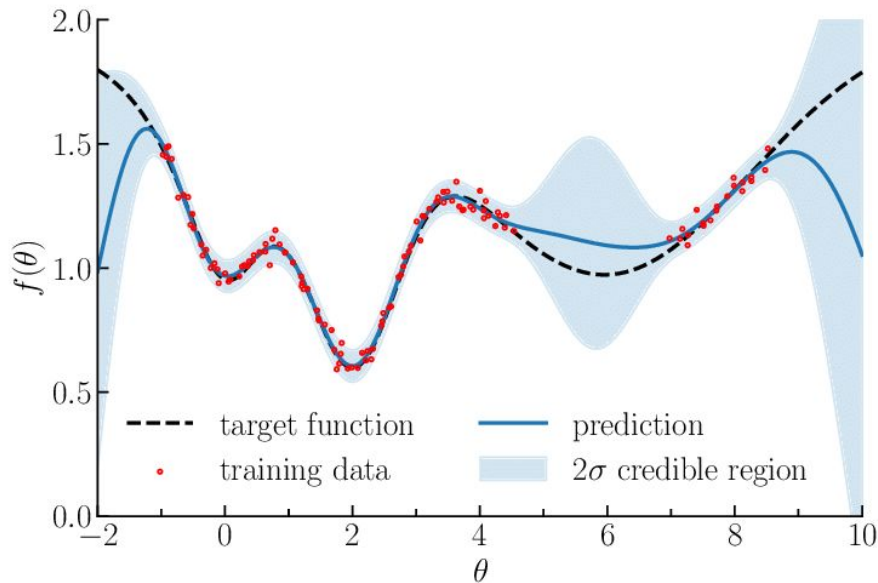 2.0
1.5
1.0
0.5
0.0
f(θ)
target function
training data
prediction
2σ credible region
−2 0 2 4 6 8 10
θ